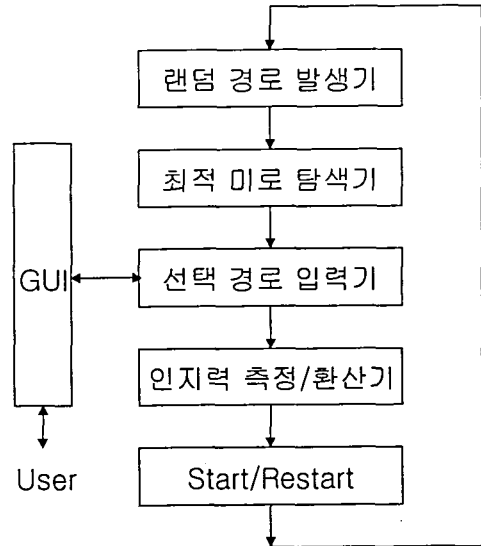 랜덤 경로 발생기
최적 미로 탐색기
GUI
선택 경로 입력기
인지력 측정/환산기
User
Start/Restart